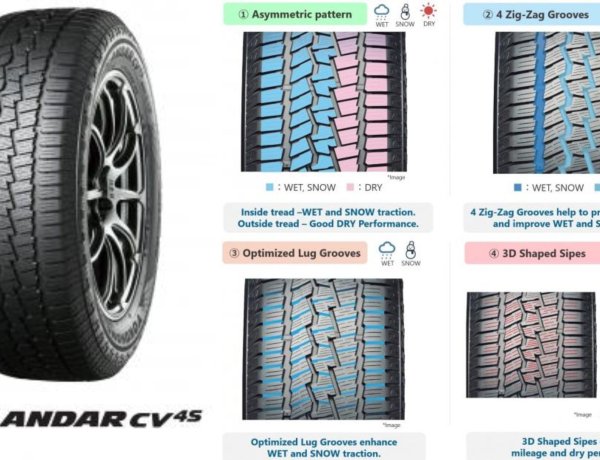 ① Asymmetric pattern
WET SNOW DRY
*Image
: WET, SNOW : DRY
Inside tread –WET and SNOW traction.
Outside tread – Good DRY Performance.
② 4 Zig-Zag Grooves
: WET, SNOW
4 Zig-Zag Grooves help to pr
and improve WET and S
③ Optimized Lug Grooves
WET SNOW
*Image
Optimized Lug Grooves enhance
WET and SNOW traction.
④ 3D Shaped Sipes
*Image
3D Shaped Sipes
mileage and dry per
ANDAR CV 4S